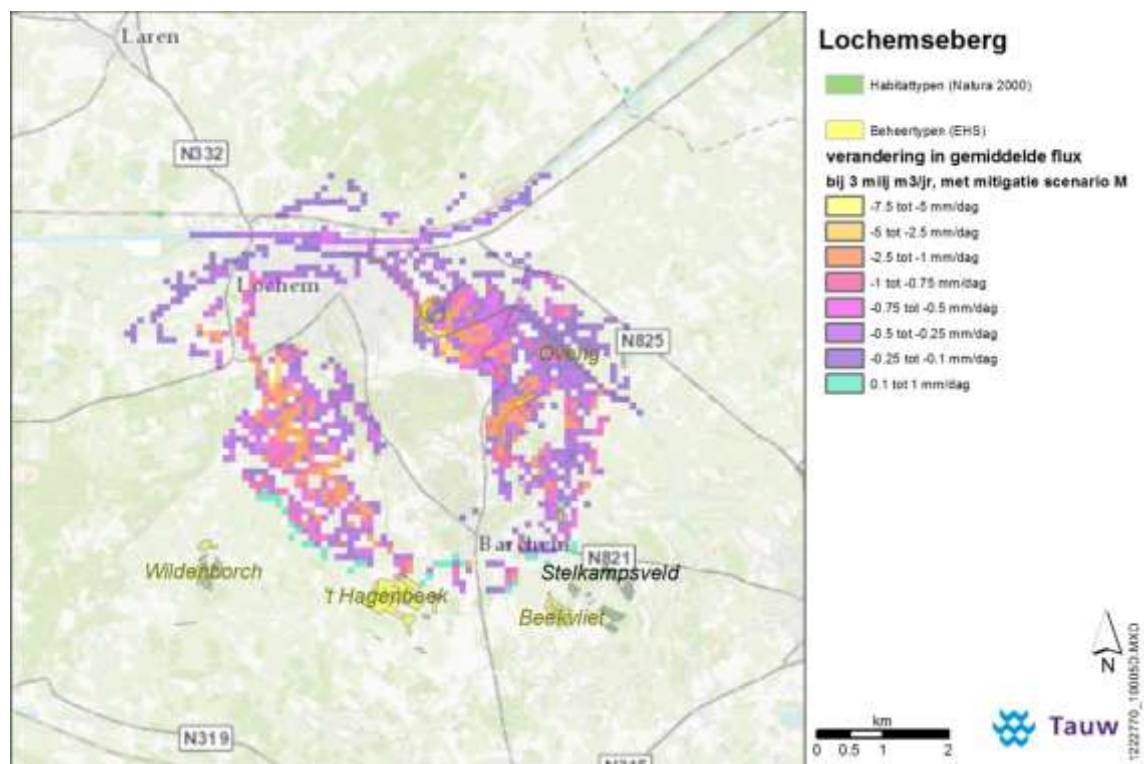 Laren
N332
Lochem
N825
Wildenborch
't Hagenbeek
N821
Stelkampsveld
Beekvliet
N319
Lochemseberg
Habitattypen (Natura 2000)
Beheertypen (EHS)
verandering in gemiddelde flux
bij 3 milj m3/jr, met mitigatie scenario M
-7.5 tot -5 mm/dag
-5 tot -2.5 mm/dag
-2.5 tot -1 mm/dag
-1 tot -0.75 mm/dag
-0.75 tot -0.5 mm/dag
-0.5 tot -0.25 mm/dag
-0.25 tot -0.1 mm/dag
0.1 tot 1 mm/dag
N
km
0 0.5 1 2
Tauw